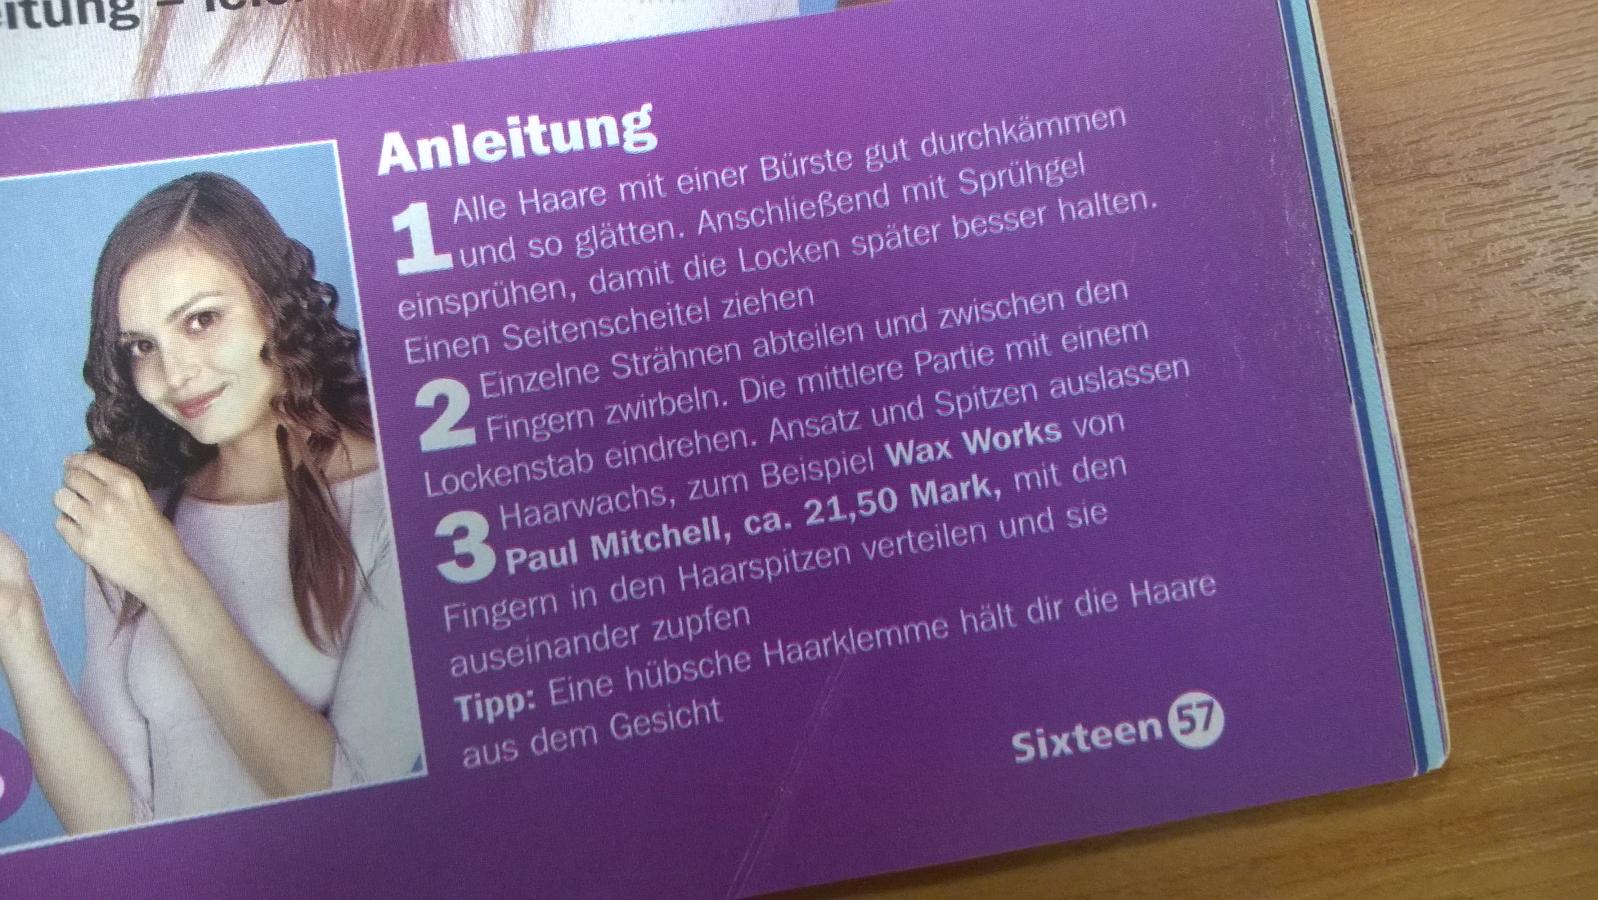 Anleitung
1 Alle Haare mit einer Bürste gut durchkämmen
und so glätten. Anschließend mit Sprühgel
einsprühen, damit die Locken später besser halten.
Einen Seitenscheitel ziehen
2 Einzelne Strähnen abteilen und zwischen den
Fingern zwirbeln. Die mittlere Partie mit einem
Lockenstab eindrehen. Ansatz und Spitzen auslassen
3 Haarwachs, zum Beispiel Wax Works von
Paul Mitchell, ca. 21,50 Mark, mit den
Fingern in den Haarspitzen verteilen und sie
auseinander zupfen
Tipp: Eine hübsche Haarklemme hält dir die Haare
aus dem Gesicht
Sixteen 57